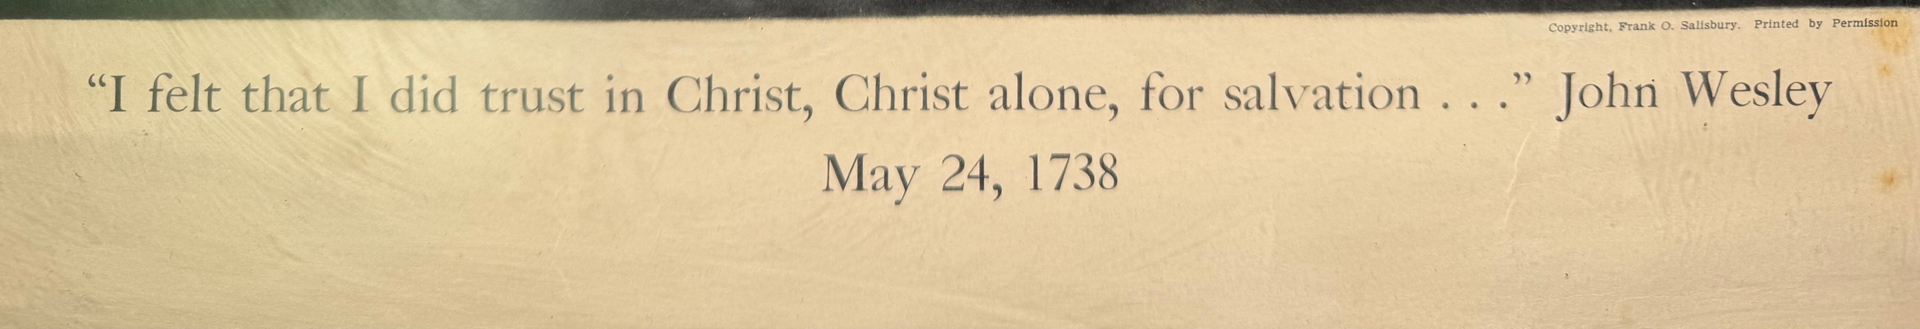 Copyright, Frank O. Salisbury. Printed by Permission
“I felt that I did trust in Christ, Christ alone, for salvation . . .” John Wesley
May 24, 1738